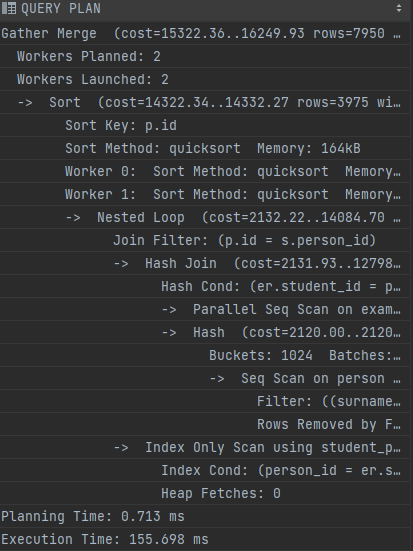 QUERY PLAN
Gather Merge  (cost=15322.36..16249.93 rows=7950 …
Workers Planned: 2
Workers Launched: 2
->  Sort  (cost=14322.34..14332.27 rows=3975 wi…
Sort Key: p.id
Sort Method: quicksort  Memory: 164kB
Worker 0:  Sort Method: quicksort  Memory…
Worker 1:  Sort Method: quicksort  Memory…
->  Nested Loop  (cost=2132.22..14084.70 …
Join Filter: (p.id = s.person_id)
->  Hash Join  (cost=2131.93..12798…
Hash Cond: (er.student_id = p…
->  Parallel Seq Scan on exam…
->  Hash  (cost=2120.00..2120…
Buckets: 1024  Batches:…
->  Seq Scan on person …
Filter: ((surname…
Rows Removed by F…
->  Index Only Scan using student_p…
Index Cond: (person_id = er.s…
Heap Fetches: 0
Planning Time: 0.713 ms
Execution Time: 155.698 ms